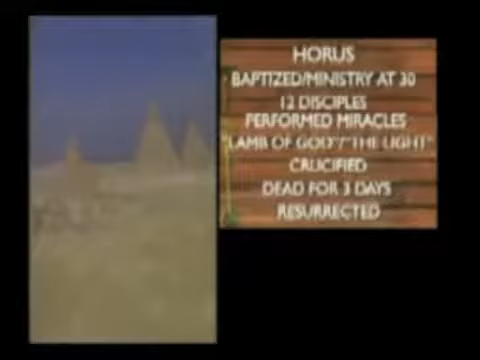 HORUS
BAPTIZED/MINISTRY AT 30
12 DISCIPLES
PERFORMED MIRACLES
"LAMB OF GOD"/"THE LIGHT"
CRUCIFIED
DEAD FOR 3 DAYS
RESURRECTED